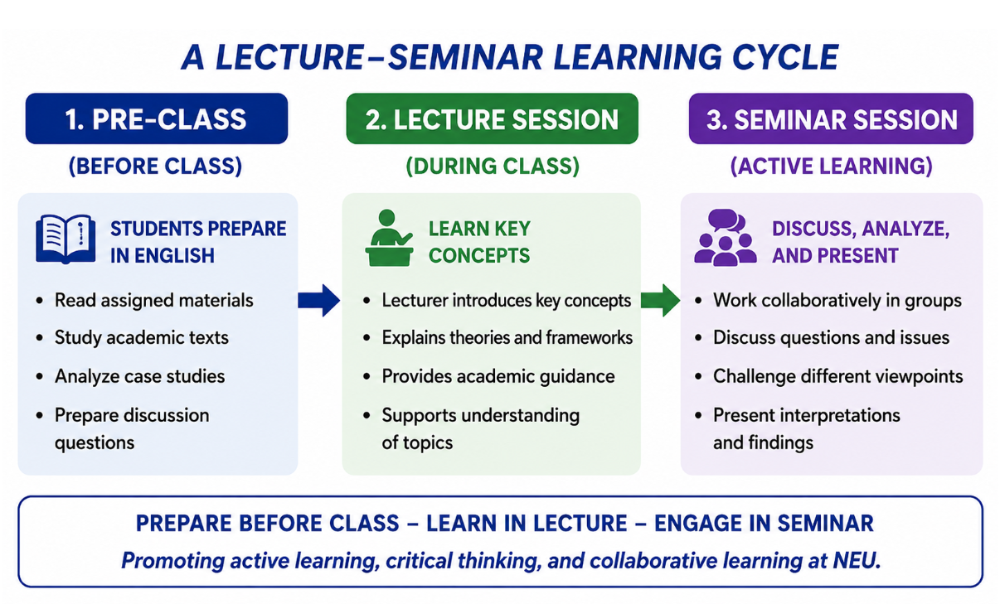 A LECTURE–SEMINAR LEARNING CYCLE
1. PRE-CLASS
(BEFORE CLASS)
STUDENTS PREPARE
IN ENGLISH
• Read assigned materials
• Study academic texts
• Analyze case studies
• Prepare discussion
questions
2. LECTURE SESSION
(DURING CLASS)
LEARN KEY
CONCEPTS
• Lecturer introduces key concepts
• Explains theories and frameworks
• Provides academic guidance
• Supports understanding
of topics
3. SEMINAR SESSION
(ACTIVE LEARNING)
DISCUSS, ANALYZE,
AND PRESENT
• Work collaboratively in groups
• Discuss questions and issues
• Challenge different viewpoints
• Present interpretations
and findings
PREPARE BEFORE CLASS – LEARN IN LECTURE – ENGAGE IN SEMINAR
Promoting active learning, critical thinking, and collaborative learning at NEU.